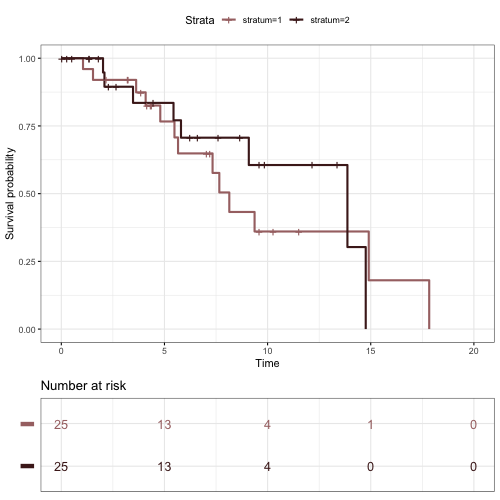 Strata stratum=1 stratum=2
1.00
0.75
0.50
0.25
0.00
Survival probability
0 5 10 15 20
Time
Number at risk
25 13 4 1 0
25 13 4 0 0